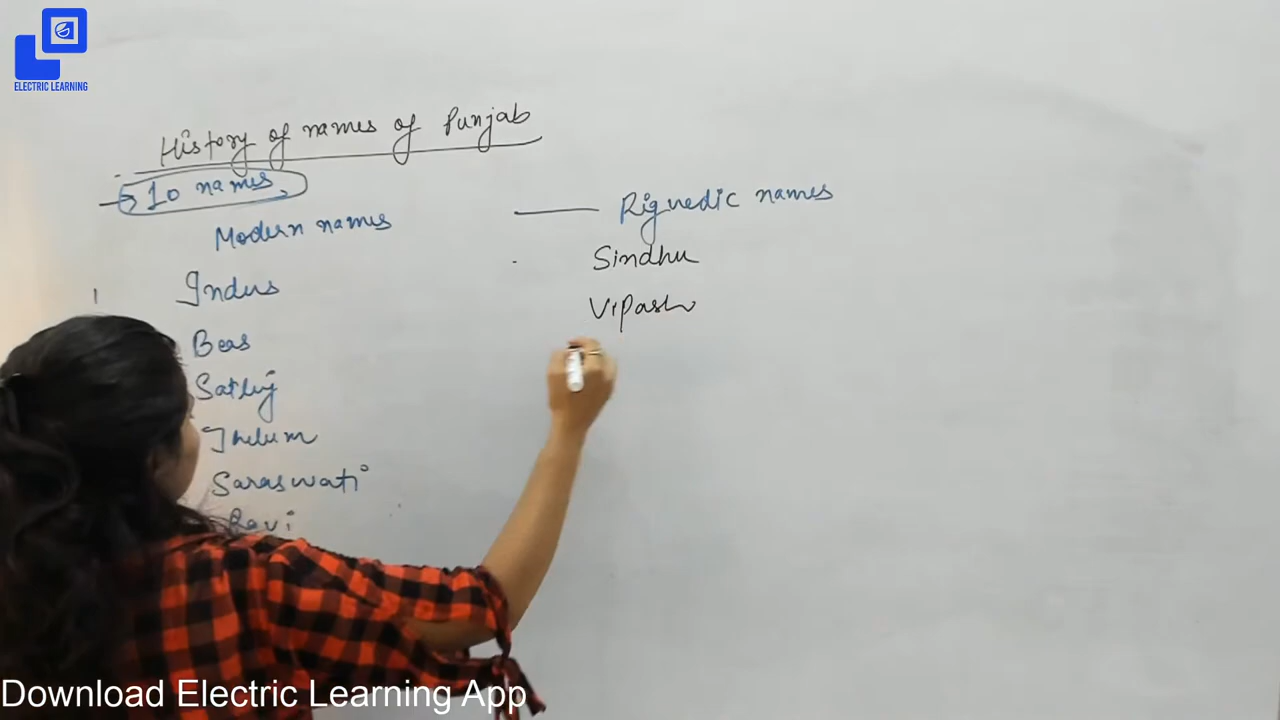 ELECTRIC LEARNING
History of names of Punjab
→ 10 names,
Modern names —— Rigvedic names
Indus Sindhu
Beas Vipash
Satluj
Jhelum
Saraswati
Ravi
Download Electric Learning App